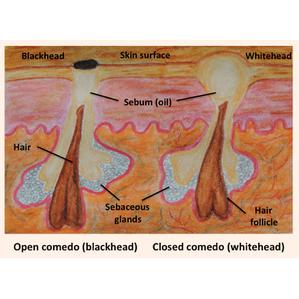 Blackhead
Skin surface
Whitehead
Sebum (oil)
Hair
Sebaceous
glands
Hair
follicle
Open comedo (blackhead)
Closed comedo (whitehead)